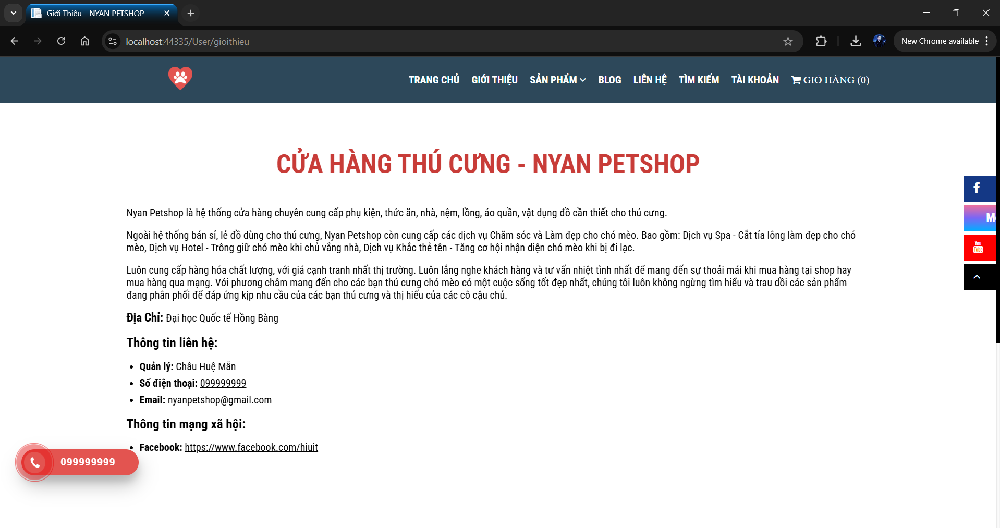 Giới Thiệu - NYAN PETSHOP
localhost:44335/User/gioithieu
New Chrome available
TRANG CHỦ GIỚI THIỆU SẢN PHẨM BLOG LIÊN HỆ TÌM KIẾM TÀI KHOẢN GIỎ HÀNG (0)
CỬA HÀNG THÚ CƯNG - NYAN PETSHOP
Nyan Petshop là hệ thống cửa hàng chuyên cung cấp phụ kiện, thức ăn, nhà, nệm, lồng, áo quần, vật dụng đồ cần thiết cho thú cưng.
Ngoài hệ thống bán sỉ, lẻ đồ dùng cho thú cưng, Nyan Petshop còn cung cấp các dịch vụ Chăm sóc và Làm đẹp cho chó mèo. Bao gồm: Dịch vụ Spa - Cắt tỉa lông làm đẹp cho chó
mèo, Dịch vụ Hotel - Trông giữ chó mèo khi chủ vắng nhà, Dịch vụ Khắc thẻ tên - Tăng cơ hội nhận diện chó mèo khi bị đi lạc.
Luôn cung cấp hàng hóa chất lượng, với giá cạnh tranh nhất thị trường. Luôn lắng nghe khách hàng và tư vấn nhiệt tình nhất để mang đến sự thoải mái khi mua hàng tại shop hay
mua hàng qua mạng. Với phương châm mang đến cho các bạn thú cưng chó mèo có một cuộc sống tốt đẹp nhất, chúng tôi luôn không ngừng tìm hiểu và trau dồi các sản phẩm
đang phân phối để đáp ứng kịp nhu cầu của các bạn thú cưng và thị hiếu của các cô cậu chủ.
Địa Chỉ: Đại học Quốc tế Hồng Bàng
Thông tin liên hệ:
Quản lý: Châu Huệ Mẫn
Số điện thoại: 099999999
Email: nyanpetshop@gmail.com
Thông tin mạng xã hội:
Facebook: https://www.facebook.com/hiuit
099999999
You
Tube